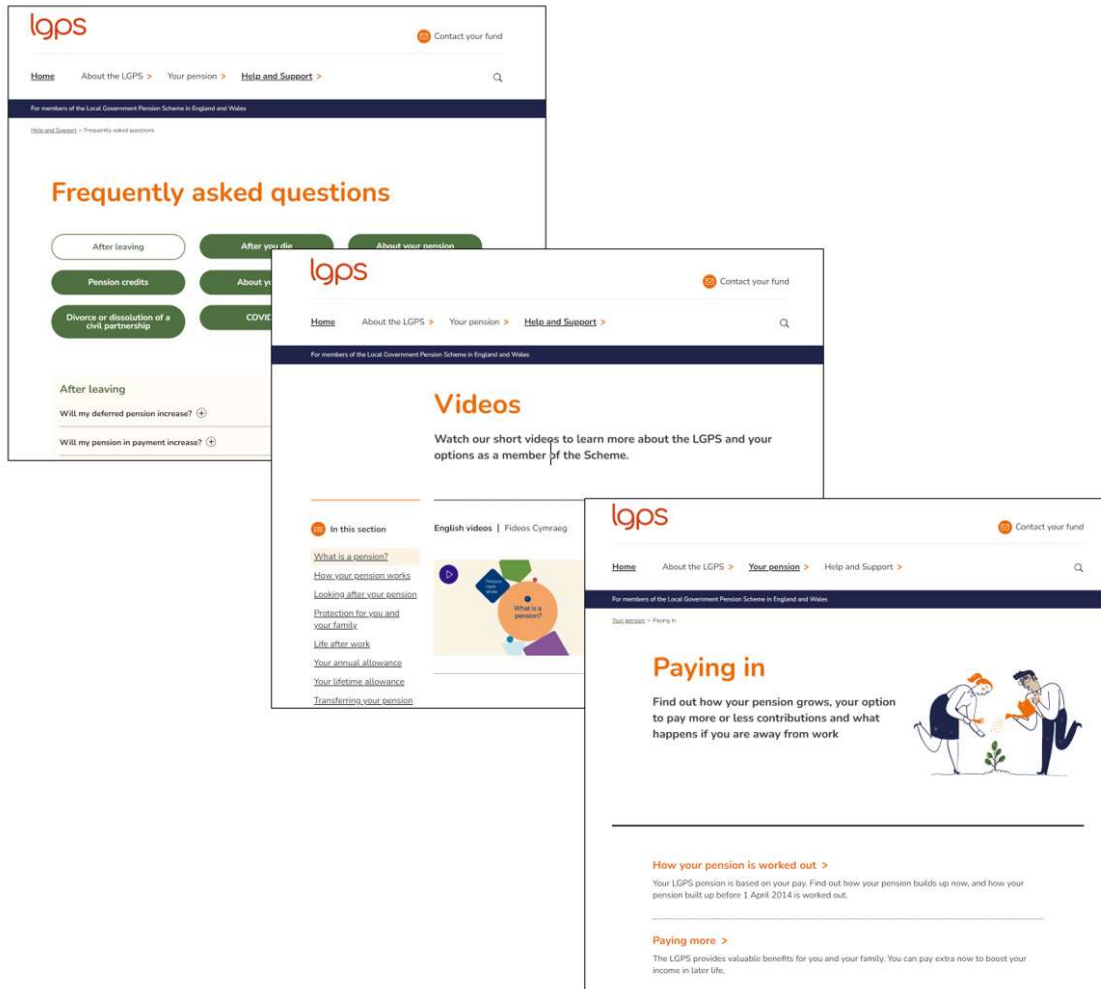 lgps
Contact your fund
Home About the LGPS > Your pension > Help and Support >
For members of the Local Government Pension Scheme in England and Wales
Help and Support > Frequently asked questions
Frequently asked questions
After leaving
After you die
About your pension
Pension credits
About yo
Divorce or dissolution of a
civil partnership
COVID
After leaving
Will my deferred pension increase?
Will my pension in payment increase?
lgps
Contact your fund
Home About the LGPS > Your pension > Help and Support >
For members of the Local Government Pension Scheme in England and Wales
Videos
Watch our short videos to learn more about the LGPS and your
options as a member of the Scheme.
In this section
What is a pension?
How your pension works
Looking after your pension
Protection for you and
your family
Life after work
Your annual allowance
Your lifetime allowance
Transferring your pension
English videos | Fideos Cymraeg
Pensions
made
simple
What is a
pension?
lgps
Contact your fund
Home About the LGPS > Your pension > Help and Support >
For members of the Local Government Pension Scheme in England and Wales
Your pension > Paying in
Paying in
Find out how your pension grows, your option
to pay more or less contributions and what
happens if you are away from work
How your pension is worked out >
Your LGPS pension is based on your pay. Find out how your pension builds up now, and how your
pension built up before 1 April 2014 is worked out.
Paying more >
The LGPS provides valuable benefits for you and your family. You can pay extra now to boost your
income in later life.